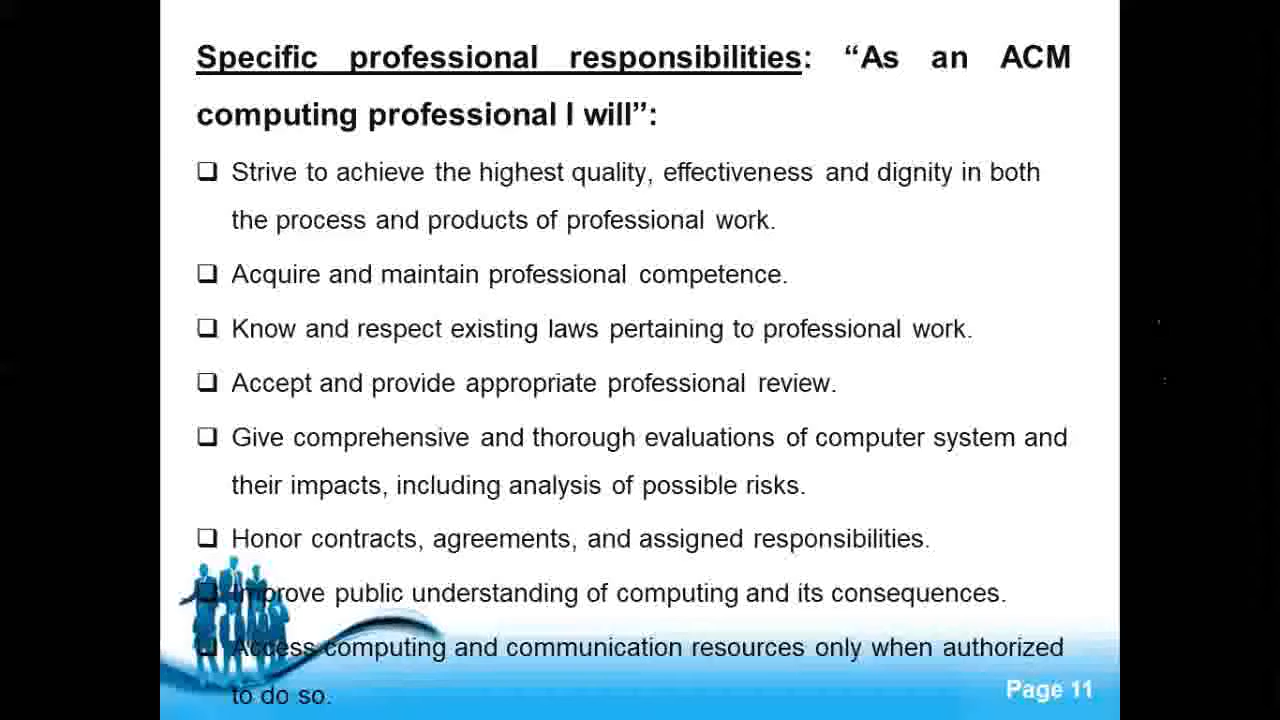 Specific professional responsibilities: “As an ACM
computing professional I will”:
❑ Strive to achieve the highest quality, effectiveness and dignity in both
the process and products of professional work.
❑ Acquire and maintain professional competence.
❑ Know and respect existing laws pertaining to professional work.
❑ Accept and provide appropriate professional review.
❑ Give comprehensive and thorough evaluations of computer system and
their impacts, including analysis of possible risks.
❑ Honor contracts, agreements, and assigned responsibilities.
❑ Improve public understanding of computing and its consequences.
❑ Access computing and communication resources only when authorized
to do so.
Page 11